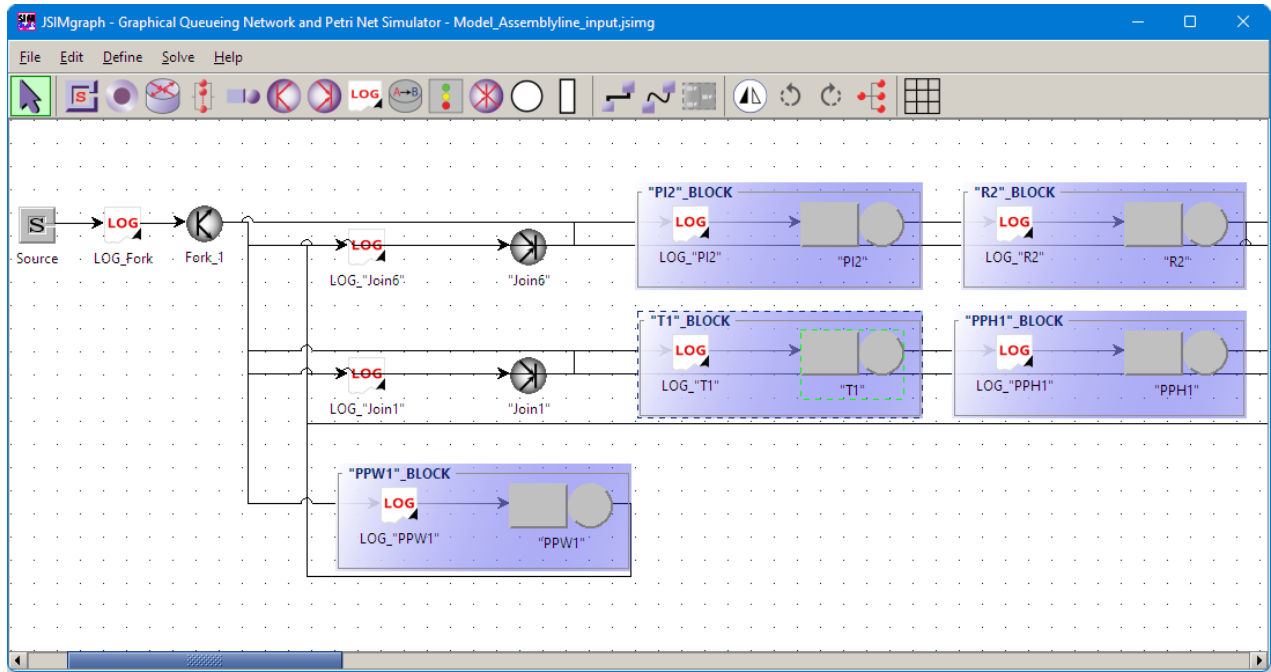 JSIMgraph - Graphical Queueing Network and Petri Net Simulator - Model_Assemblyline_input.jsimg
File Edit Define Solve Help
S LOG A→B
"PI2"_BLOCK "R2"_BLOCK
S LOG LOG LOG
Source LOG_Fork Fork_1 LOG LOG_"PI2" "PI2" LOG_"R2" "R2"
LOG_"Join6" "Join6"
"T1"_BLOCK "PPH1"_BLOCK
LOG LOG
LOG LOG_"T1" "T1" LOG_"PPH1" "PPH1"
LOG_"Join1" "Join1"
"PPW1"_BLOCK
LOG
LOG_"PPW1" "PPW1"